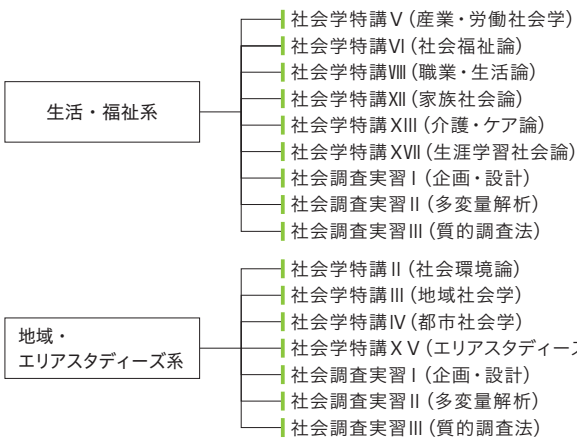 生活・福祉系
社会学特講Ⅴ(産業・労働社会学)
社会学特講Ⅵ(社会福祉論)
社会学特講Ⅷ(職業・生活論)
社会学特講Ⅻ(家族社会論)
社会学特講ⅩⅢ(介護・ケア論)
社会学特講ⅩⅦ(生涯学習社会論)
社会調査実習Ⅰ(企画・設計)
社会調査実習Ⅱ(多変量解析)
社会調査実習Ⅲ(質的調査法)
地域・
エリアスタディーズ系
社会学特講Ⅱ(社会環境論)
社会学特講Ⅲ(地域社会学)
社会学特講Ⅳ(都市社会学)
社会学特講ⅩⅤ(エリアスタディーズ
社会調査実習Ⅰ(企画・設計)
社会調査実習Ⅱ(多変量解析)
社会調査実習Ⅲ(質的調査法)